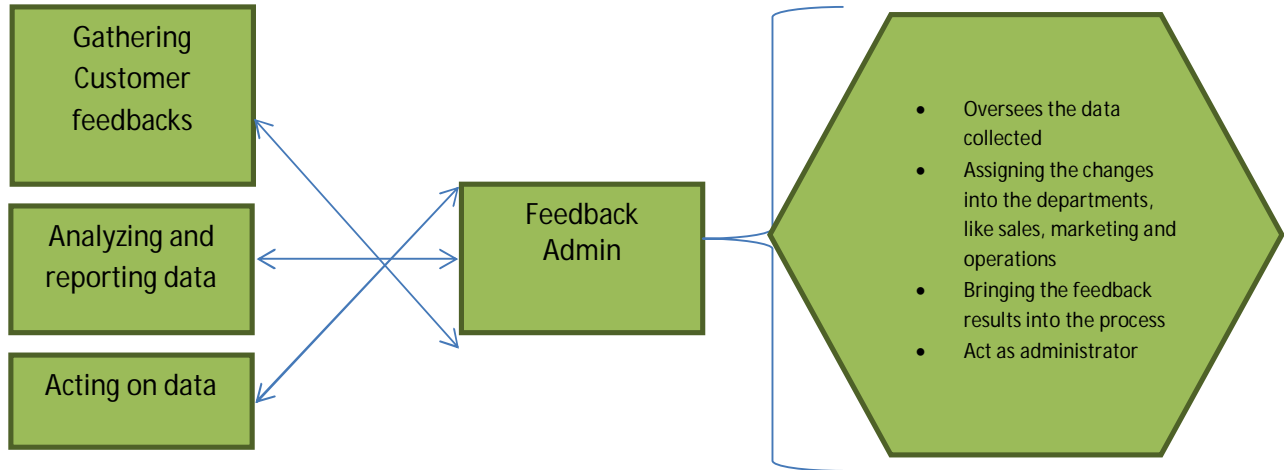 Gathering
Customer
feedbacks
Analyzing and
reporting data
Acting on data
Feedback
Admin
• Oversees the data
collected
• Assigning the changes
into the departments,
like sales, marketing and
operations
• Bringing the feedback
results into the process
• Act as administrator